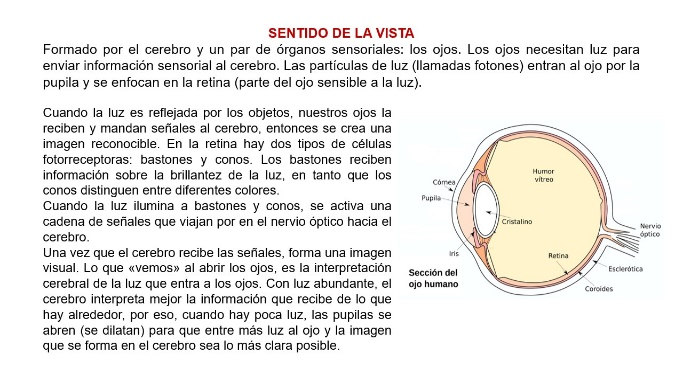 SENTIDO DE LA VISTA
Formado por el cerebro y un par de órganos sensoriales: los ojos. Los ojos necesitan luz para
enviar información sensorial al cerebro. Las partículas de luz (llamadas fotones) entran al ojo por la
pupila y se enfocan en la retina (parte del ojo sensible a la luz).
Cuando la luz es reflejada por los objetos, nuestros ojos la
reciben y mandan señales al cerebro, entonces se crea una
imagen reconocible. En la retina hay dos tipos de células
fotorreceptoras: bastones y conos. Los bastones reciben
información sobre la brillantez de la luz, en tanto que los
conos distinguen entre diferentes colores.
Cuando la luz ilumina a bastones y conos, se activa una
cadena de señales que viajan por en el nervio óptico hacia el
cerebro.
Una vez que el cerebro recibe las señales, forma una imagen
visual. Lo que «vemos» al abrir los ojos, es la interpretación
cerebral de la luz que entra a los ojos. Con luz abundante, el
cerebro interpreta mejor la información que recibe de lo que
hay alrededor, por eso, cuando hay poca luz, las pupilas se
abren (se dilatan) para que entre más luz al ojo y la imagen
que se forma en el cerebro sea lo más clara posible.
Córnea
Pupila
Iris
Humor
vítreo
Cristalino
Retina
Nervio
óptico
Esclerótica
Coroides
Sección del
ojo humano